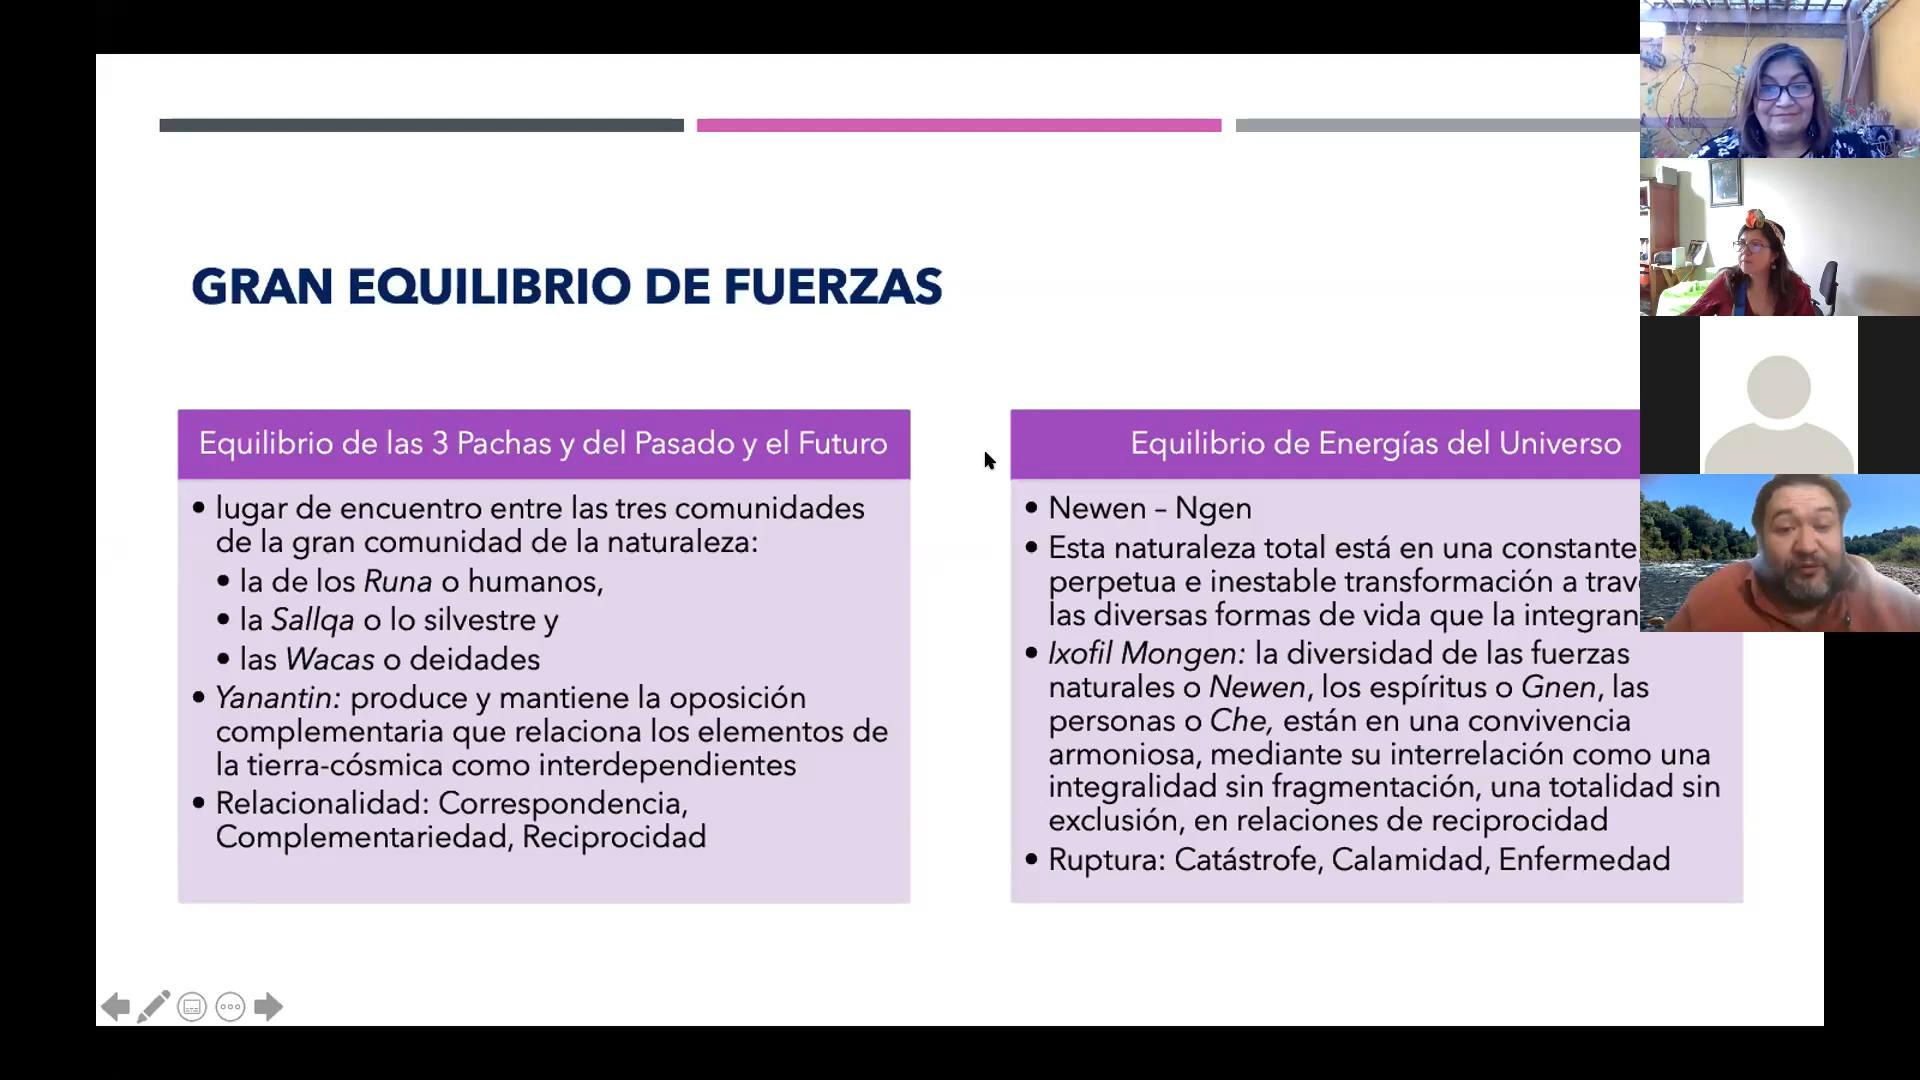 GRAN EQUILIBRIO DE FUERZAS
Equilibrio de las 3 Pachas y del Pasado y el Futuro
• lugar de encuentro entre las tres comunidades
de la gran comunidad de la naturaleza:
• la de los Runa o humanos,
• la Sallqa o lo silvestre y
• las Wacas o deidades
• Yanantin: produce y mantiene la oposición
complementaria que relaciona los elementos de
la tierra-cósmica como interdependientes
• Relacionalidad: Correspondencia,
Complementariedad, Reciprocidad
Equilibrio de Energías del Universo
• Newen – Ngen
• Esta naturaleza total está en una constante
perpetua e inestable transformación a
las diversas formas de vida que la integran
• Ixofil Mongen: la diversidad de las fuerzas
naturales o Newen, los espíritus o Gnen, las
personas o Che, están en una convivencia
armoniosa, mediante su interrelación como una
integralidad sin fragmentación, una totalidad sin
exclusión, en relaciones de reciprocidad
• Ruptura: Catástrofe, Calamidad, Enfermedad